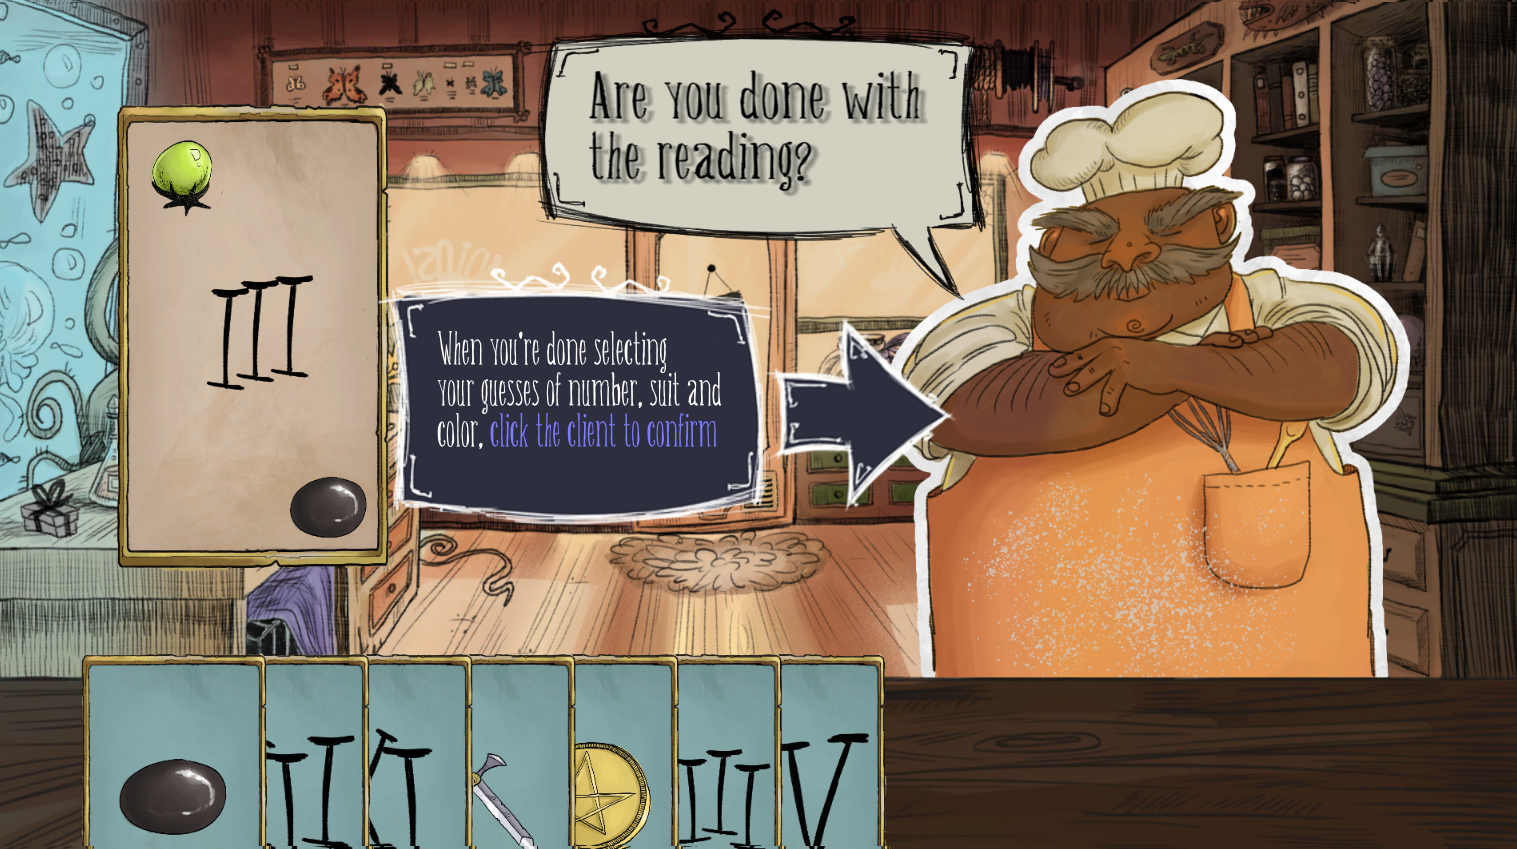 Are you done with
the reading?
III
When you're done selecting
your guesses of number, suit and
color, click the client to confirm
III
V